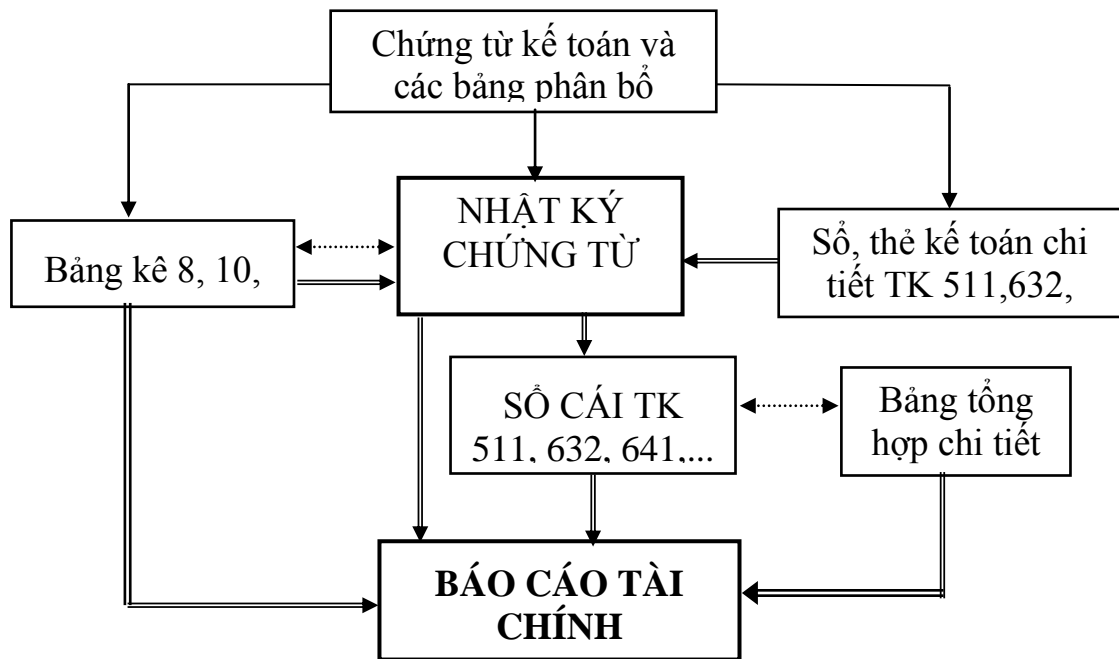 Chứng từ kế toán và
các bảng phân bổ
NHẬT KÝ
CHỨNG TỪ
Bảng kê 8, 10,
Sổ, thẻ kế toán chi
tiết TK 511,632,
SỔ CÁI TK
511, 632, 641,...
Bảng tổng
hợp chi tiết
BÁO CÁO TÀI
CHÍNH